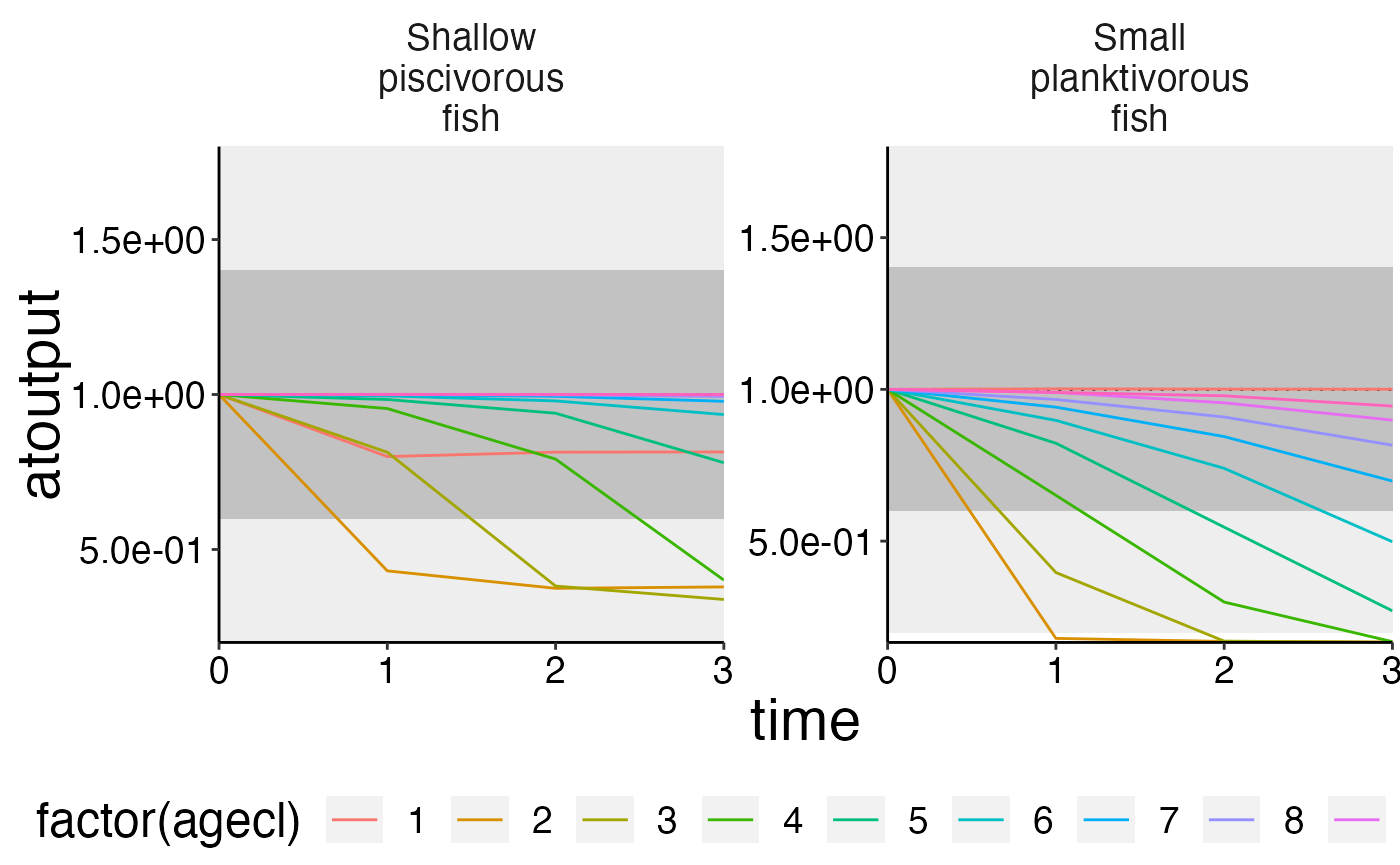 Shallow
piscivorous
fish
Small
planktivorous
fish
atoutput
1.5e+00
1.0e+00
5.0e-01
0 1 2 3
1.5e+00
1.0e+00
5.0e-01
0 1 2 3
time
factor(agecl) 1 2 3 4 5 6 7 8